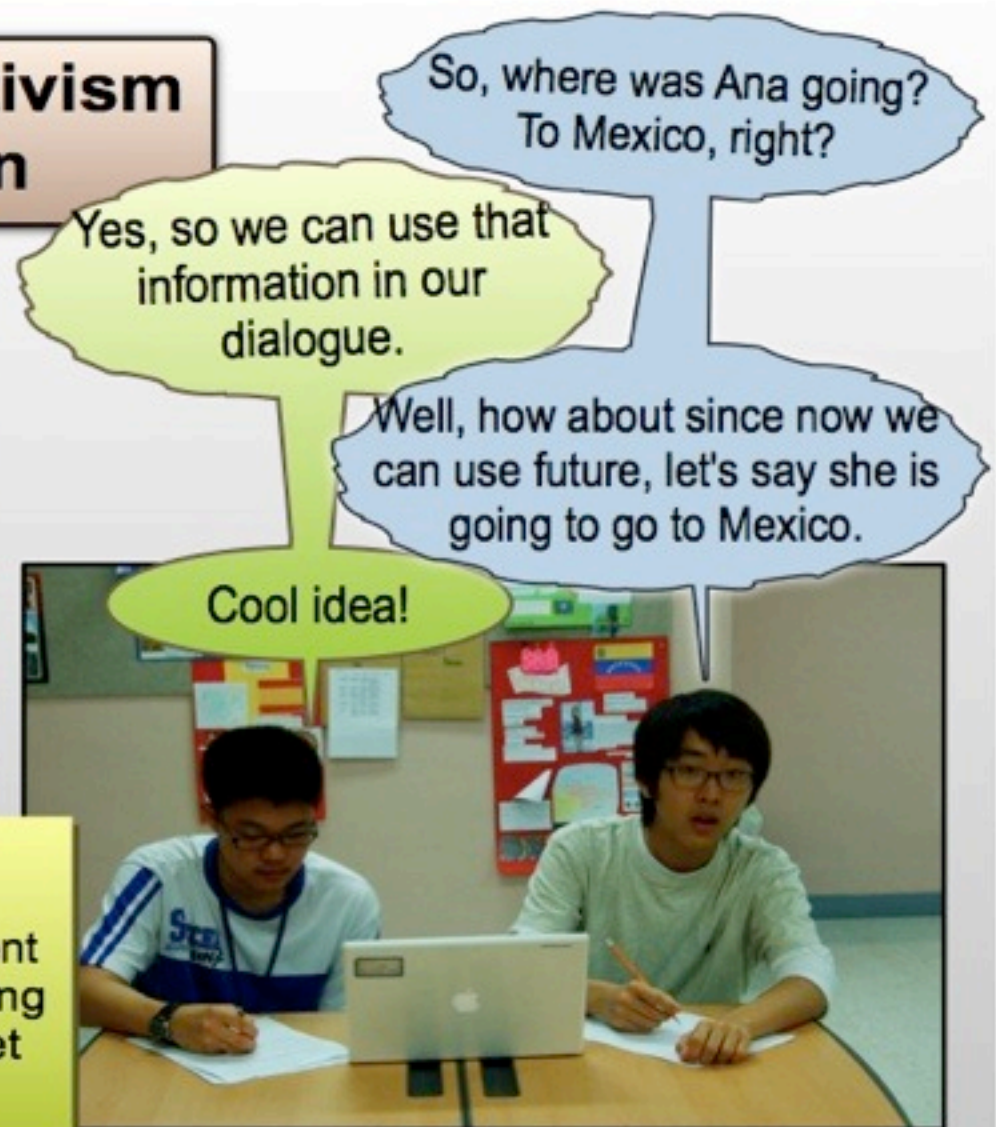 ivism
n
So, where was Ana going?
To Mexico, right?
Yes, so we can use that
information in our
dialogue.
Well, how about since now we
can use future, let's say she is
going to go to Mexico.
Cool idea!
nt
ng
et